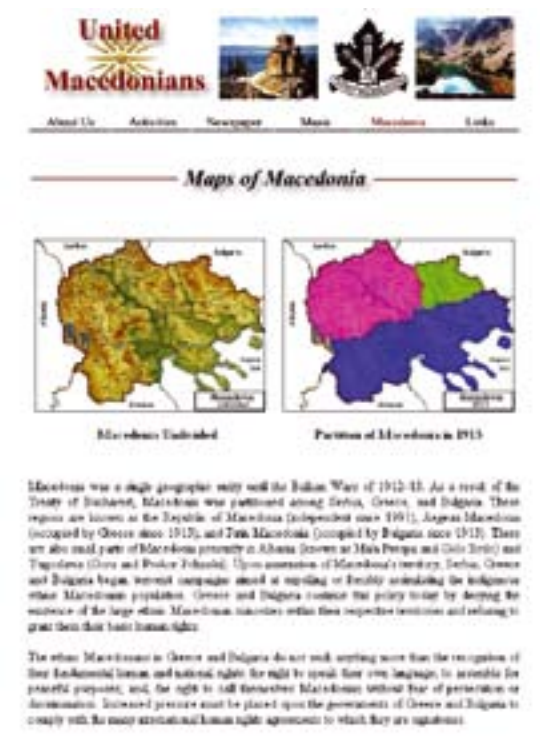 United
Macedonians
About Us Activities Newspaper Music Macedonia Links
Maps of Macedonia
Serbia Bulgaria Albania Greece
Macedonia
Serbia Bulgaria Albania Greece
Macedonia
Macedonia Undivided Partition of Macedonia in 1913
Macedonia was a single geographic entity until the Balkan Wars of 1912-13. As a result of the
Treaty of Bucharest, Macedonia was partitioned among Serbia, Greece, and Bulgaria. These
regions are known as the Republic of Macedonia (independent since 1991), Aegean Macedonia
(occupied by Greece since 1913), and Pirin Macedonia (occupied by Bulgaria since 1913). There
are also small parts of Macedonia presently in Albania (known as Mala Prespa and Golo Brdo) and
Yugoslavia (Gora and Prohor Pchinski). Upon annexation of Macedonia's territory, Serbia, Greece
and Bulgaria began terrorist campaigns aimed at expelling or forcibly assimilating the indigenous
ethnic Macedonian population. Greece and Bulgaria continue this policy today by denying the
existence of the large ethnic Macedonian minorities within their respective territories and refusing to
grant them their basic human rights.
The ethnic Macedonians in Greece and Bulgaria do not seek anything more than the recognition of
their fundamental human and national rights: the right to speak their own language, to assemble for
peaceful purposes, and, the right to call themselves Macedonians without fear of persecution or
discrimination. Increased pressure must be placed upon the governments of Greece and Bulgaria to
comply with the many international human rights agreements to which they are signatories.